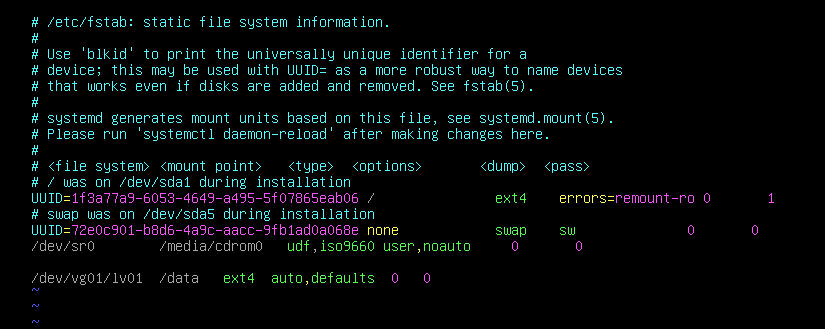 # /etc/fstab: static file system information.
#
# Use 'blkid' to print the universally unique identifier for a
# device; this may be used with UUID= as a more robust way to name devices
# that works even if disks are added and removed. See fstab(5).
#
# systemd generates mount units based on this file, see systemd.mount(5).
# Please run 'systemctl daemon-reload' after making changes here.
#
# <file system> <mount point>   <type>  <options>       <dump>  <pass>
# / was on /dev/sda1 during installation
UUID=1f3a77a9-6053-4649-a495-5f07865eab06 /               ext4    errors=remount-ro 0       1
# swap was on /dev/sda5 during installation
UUID=72e0c901-b8d6-4a9c-aacc-9fb1ad0a068e none            swap    sw              0       0
/dev/sr0        /media/cdrom0   udf,iso9660 user,noauto     0       0
/dev/vg01/lv01  /data   ext4  auto,defaults  0   0
~
~
~